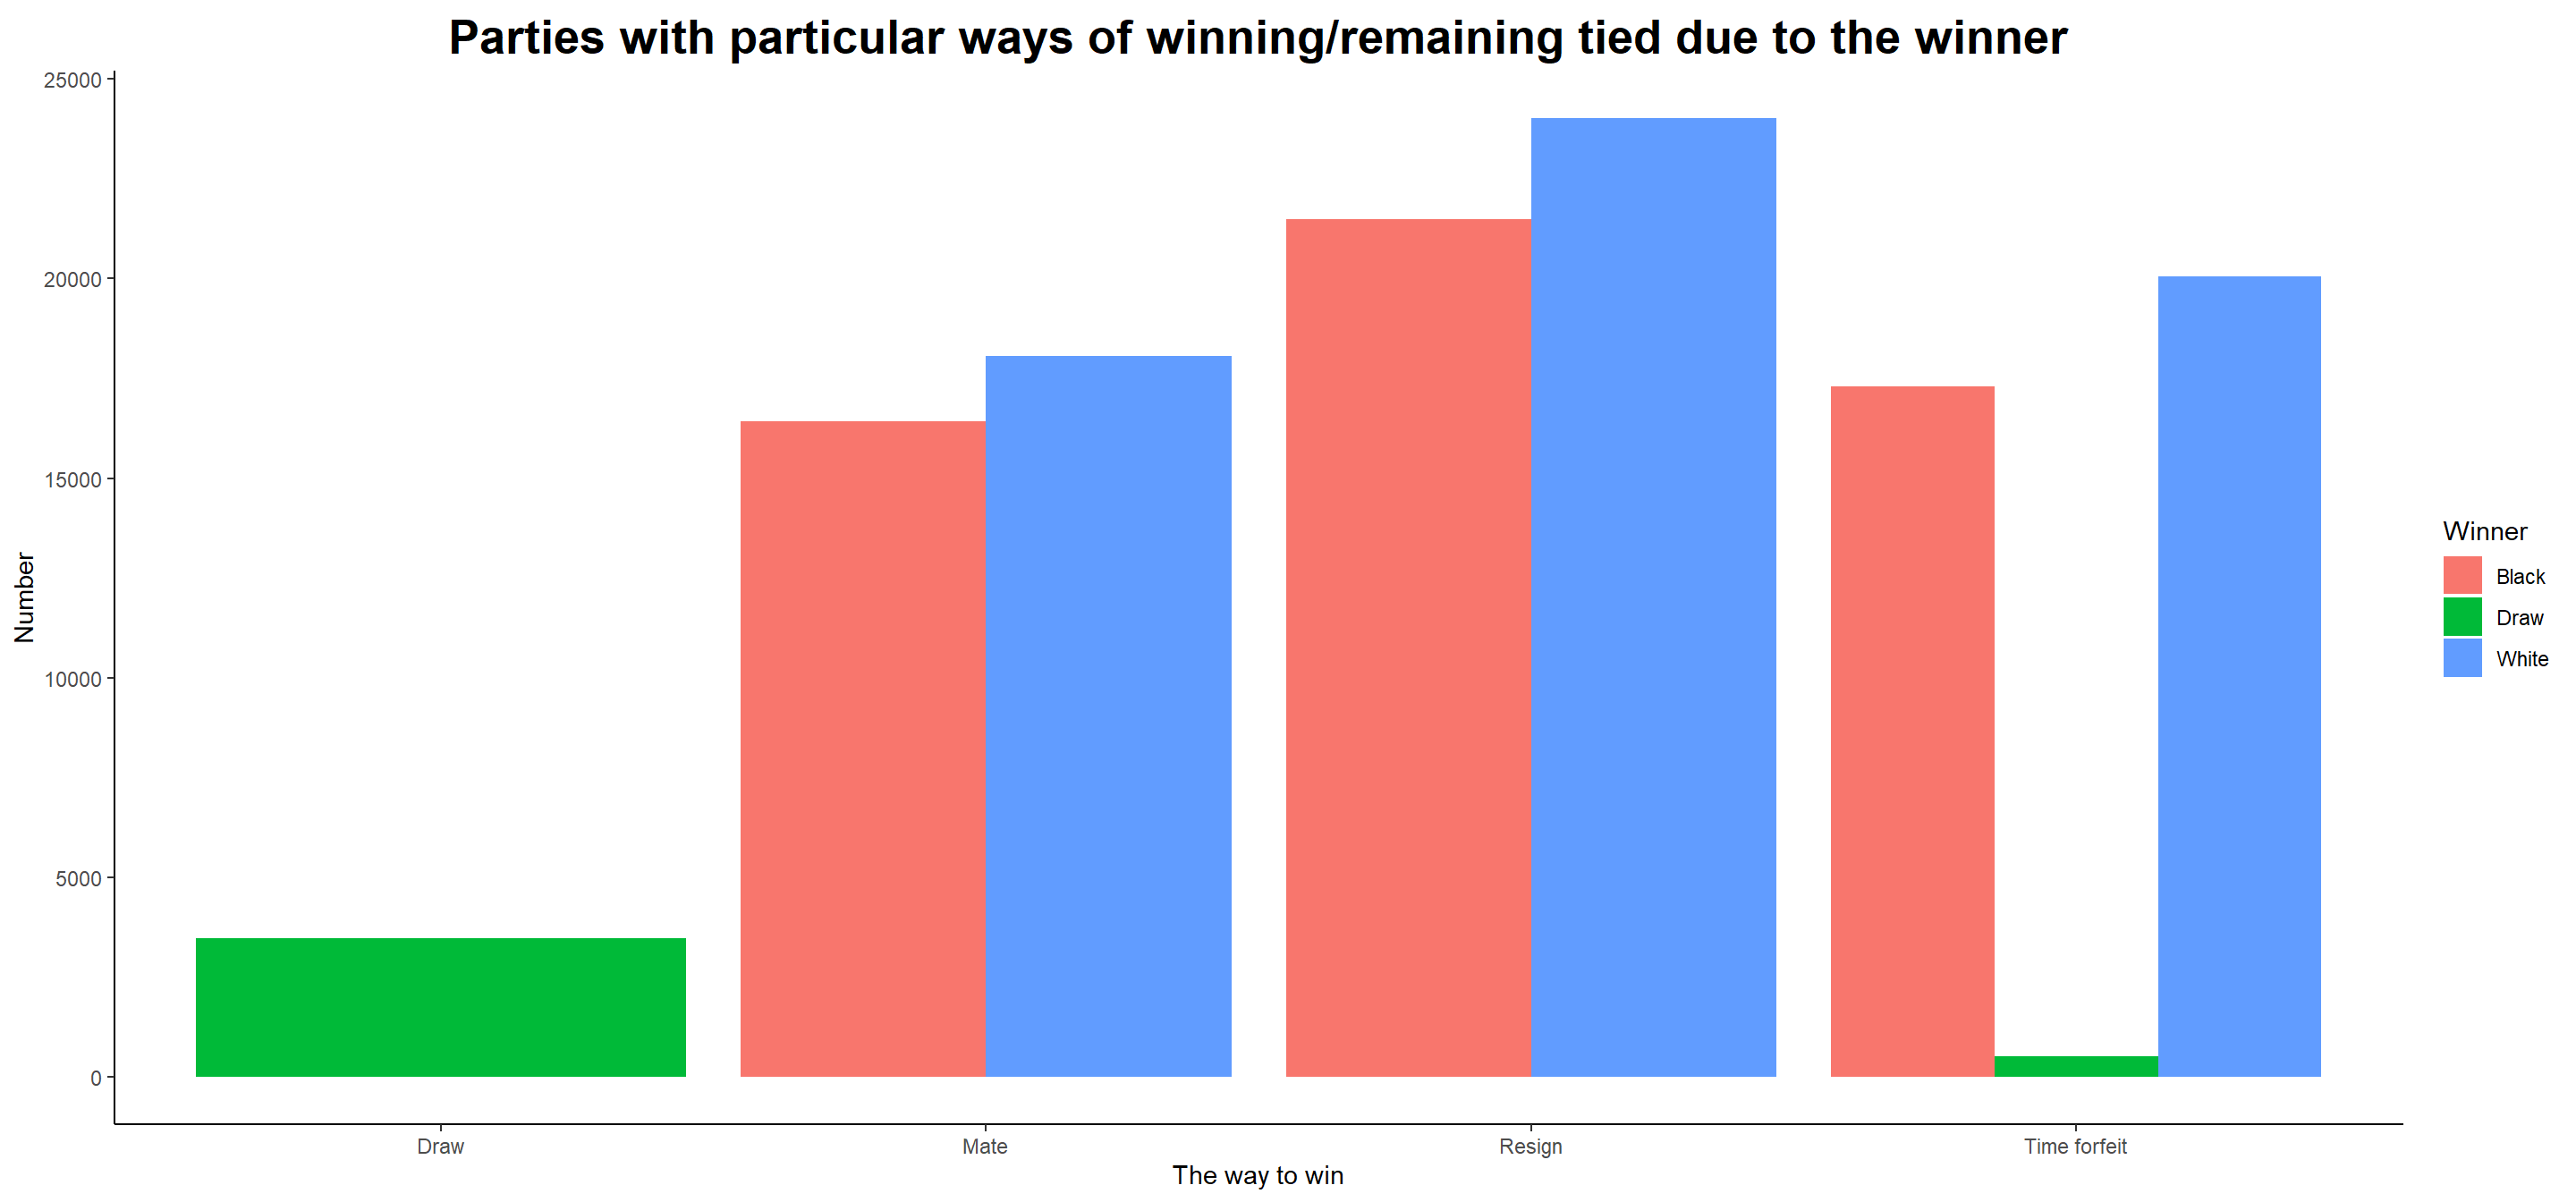 Parties with particular ways of winning/remaining tied due to the winner
25000
20000
15000
10000
5000
0
Number
Draw
Mate
Resign
Time forfeit
The way to win
Winner
Black
Draw
White